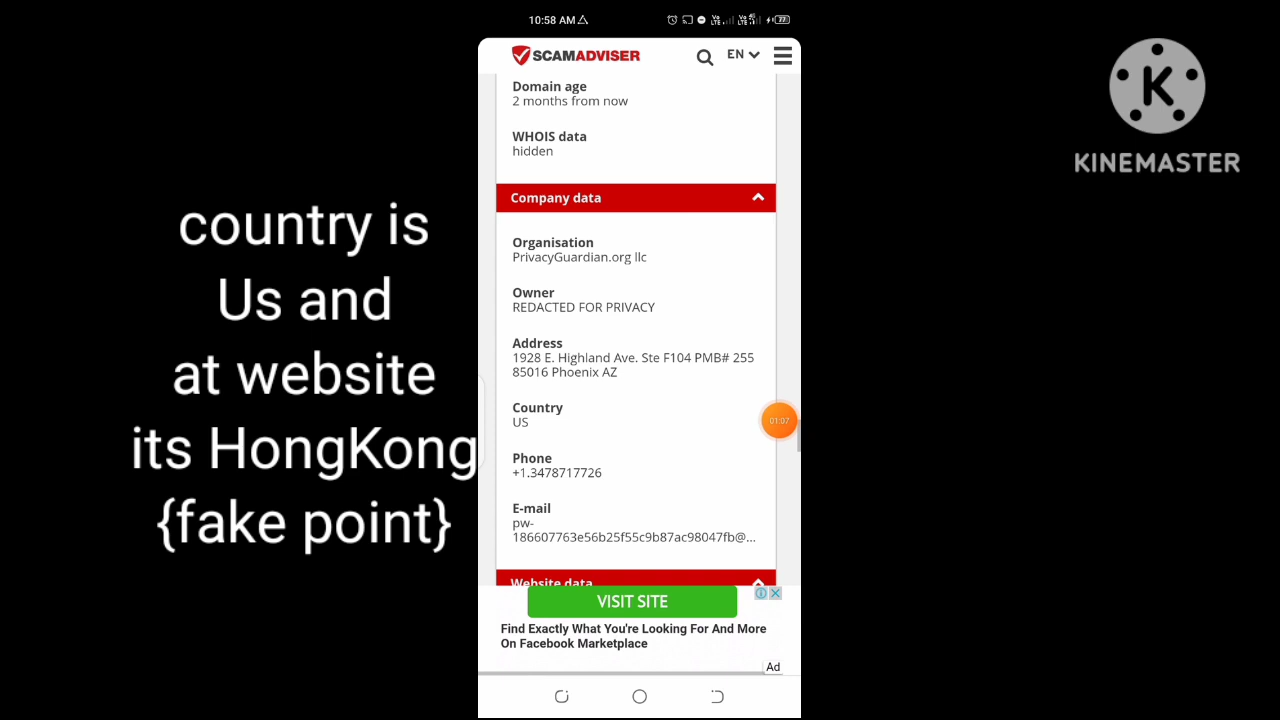 10:58 AM
77
SCAMADVISER
EN
Domain age
2 months from now
WHOIS data
hidden
Company data
Organisation
PrivacyGuardian.org llc
Owner
REDACTED FOR PRIVACY
Address
1928 E. Highland Ave. Ste F104 PMB# 255
85016 Phoenix AZ
Country
US
Phone
+1.3478717726
E-mail
pw-
186607763e56b25f55c9b87ac98047fb@...
Website data
VISIT SITE
Find Exactly What You're Looking For And More
On Facebook Marketplace
Ad
01:07
country is
Us and
at website
its HongKong
{fake point}
K
KINEMASTER